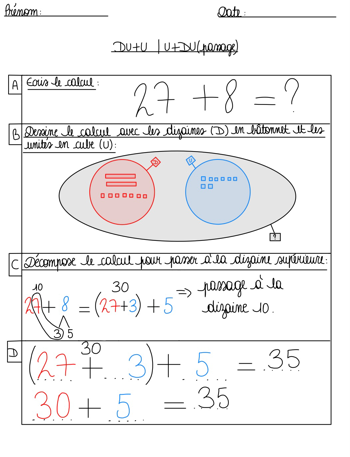 Prénom: Date:
DU+U | U+DU (passage)
A Ecris le calcul:
27 + 8 = ?
B Dessine le calcul avec les dizaines (D) en bâtonnet et les
unités en cube (U):
C Décompose le calcul pour passer à la dizaine supérieure:
10 30
27 + 8 = (27+3) + 5 => passage à la
dizaine 10.
3 5
D 30
(27 + 3) + 5 = 35
30 + 5 = 35